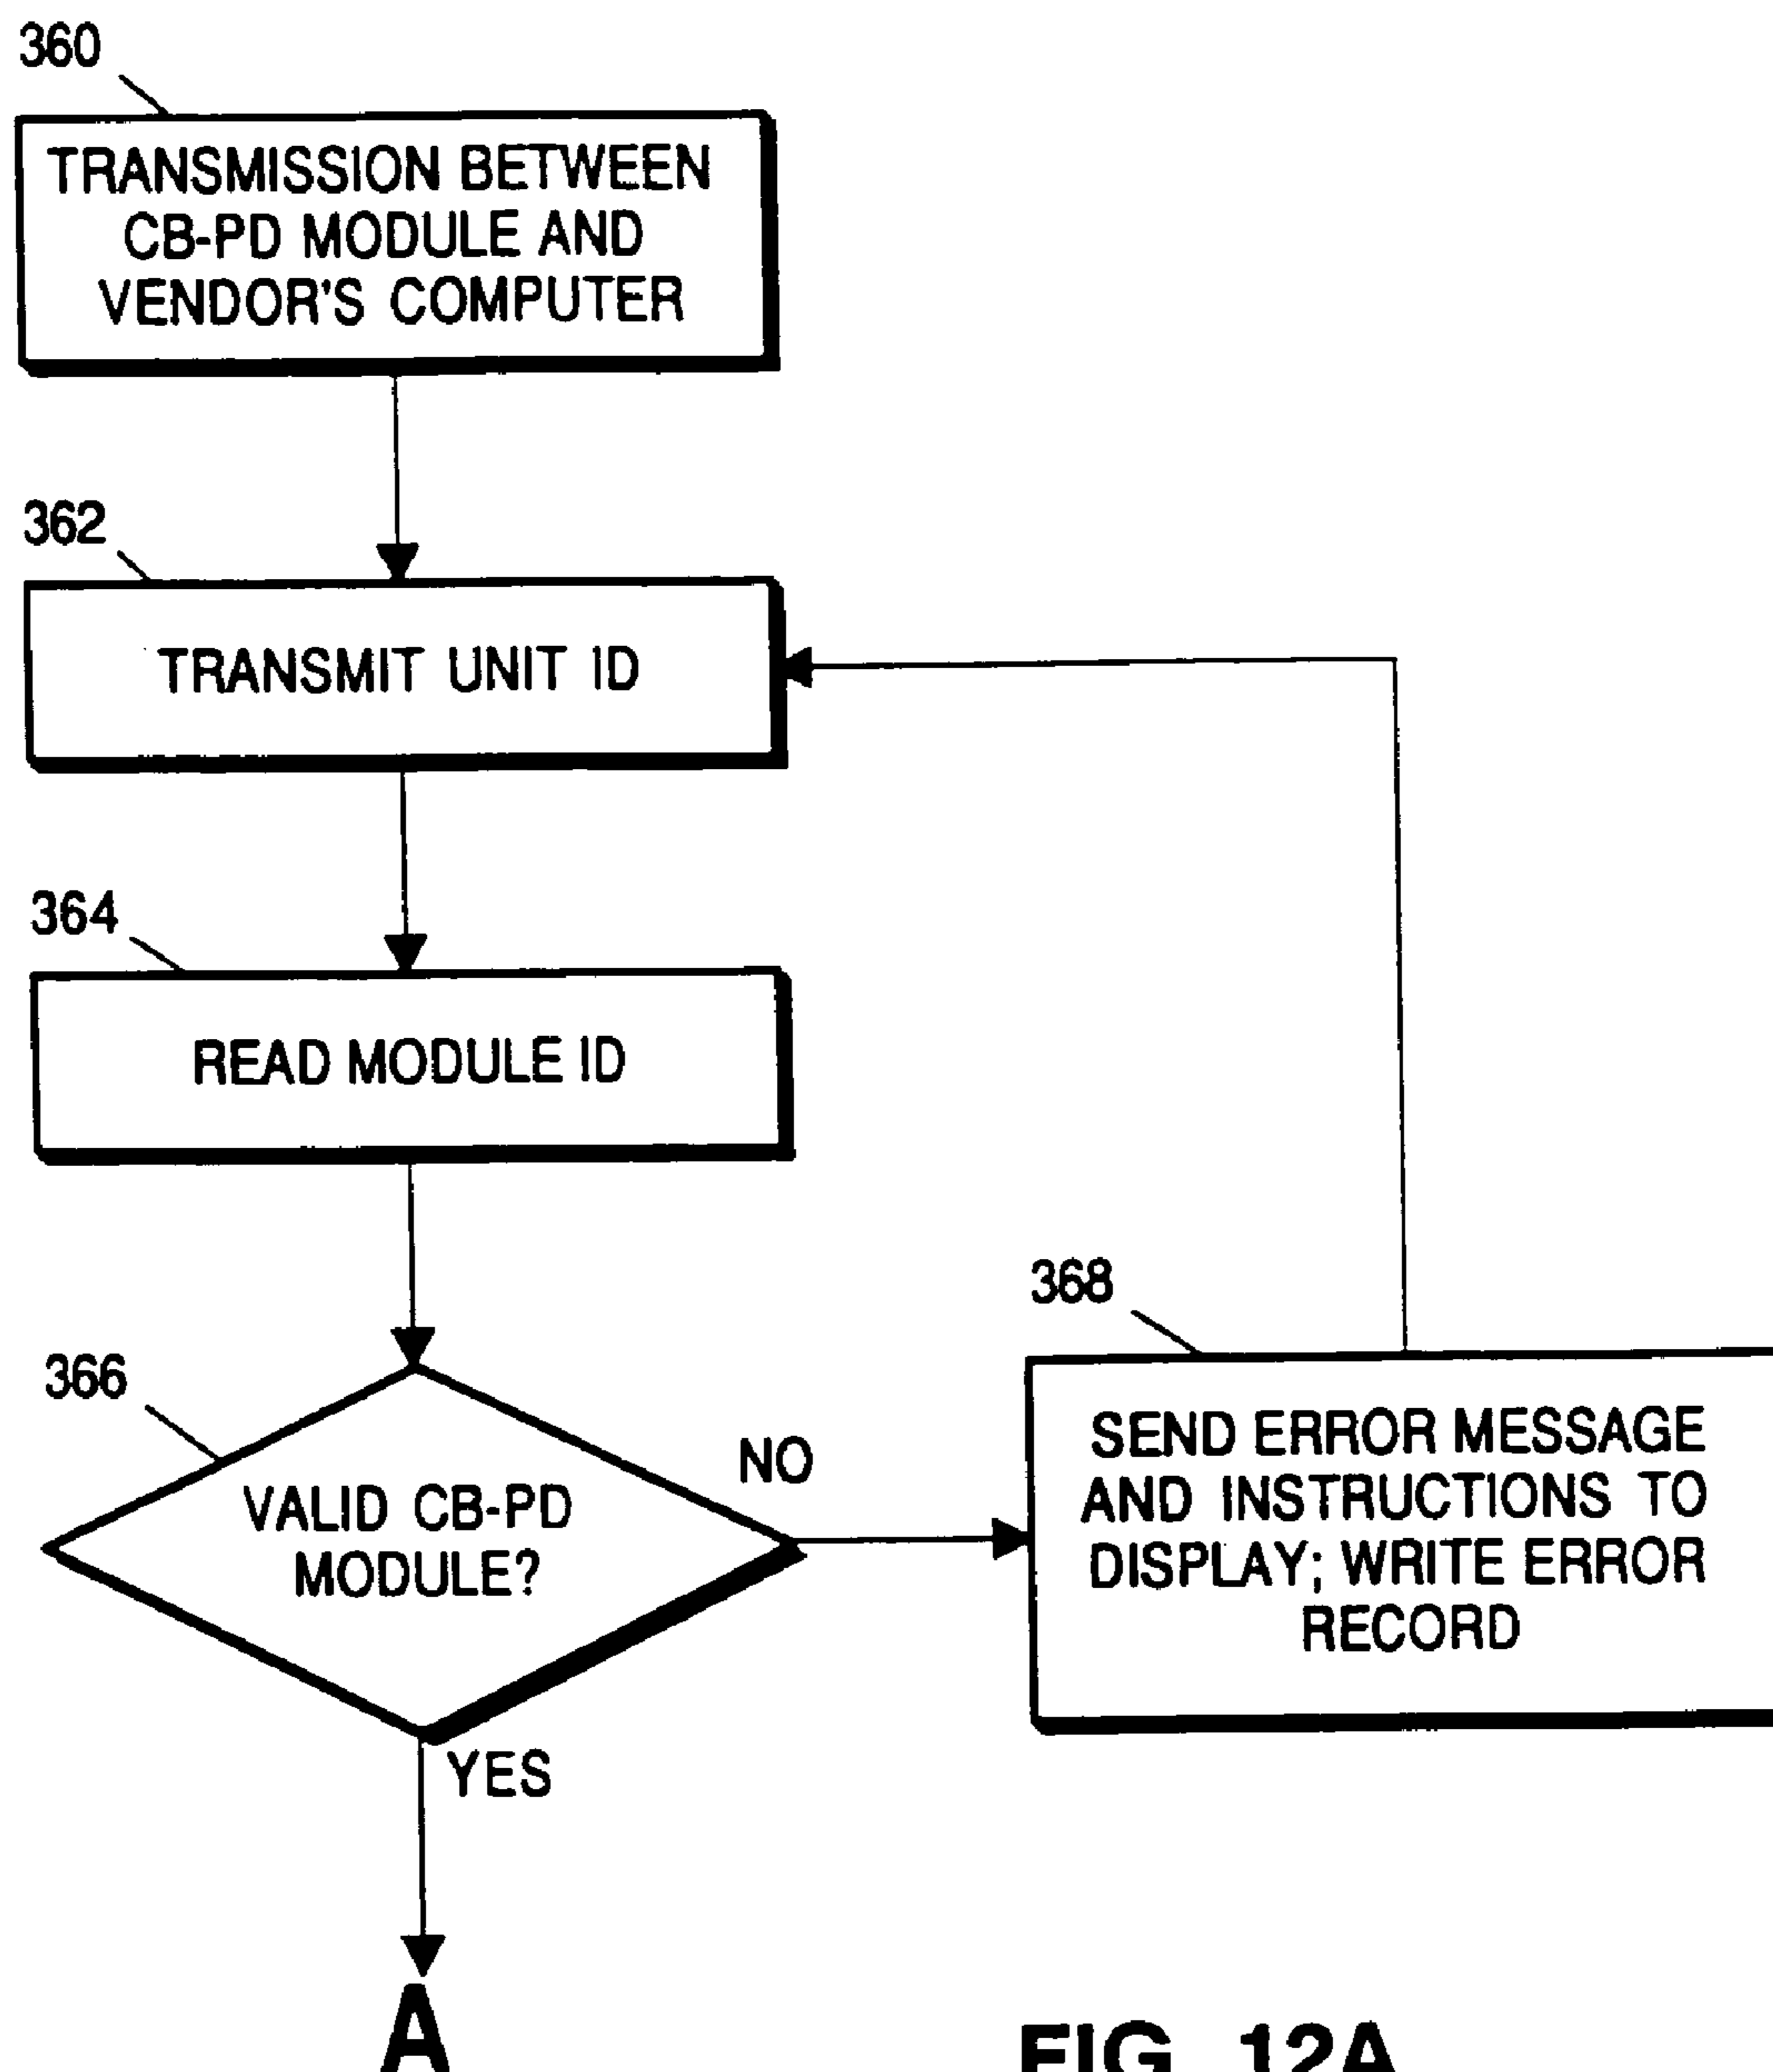 360
TRANSMISSION BETWEEN
CB-PD MODULE AND
VENDOR'S COMPUTER
362
TRANSMIT UNIT ID
364
READ MODULE ID
366
VALID CB-PD
MODULE?
NO
YES
368
SEND ERROR MESSAGE
AND INSTRUCTIONS TO
DISPLAY; WRITE ERROR
RECORD
A
FIG. 12A